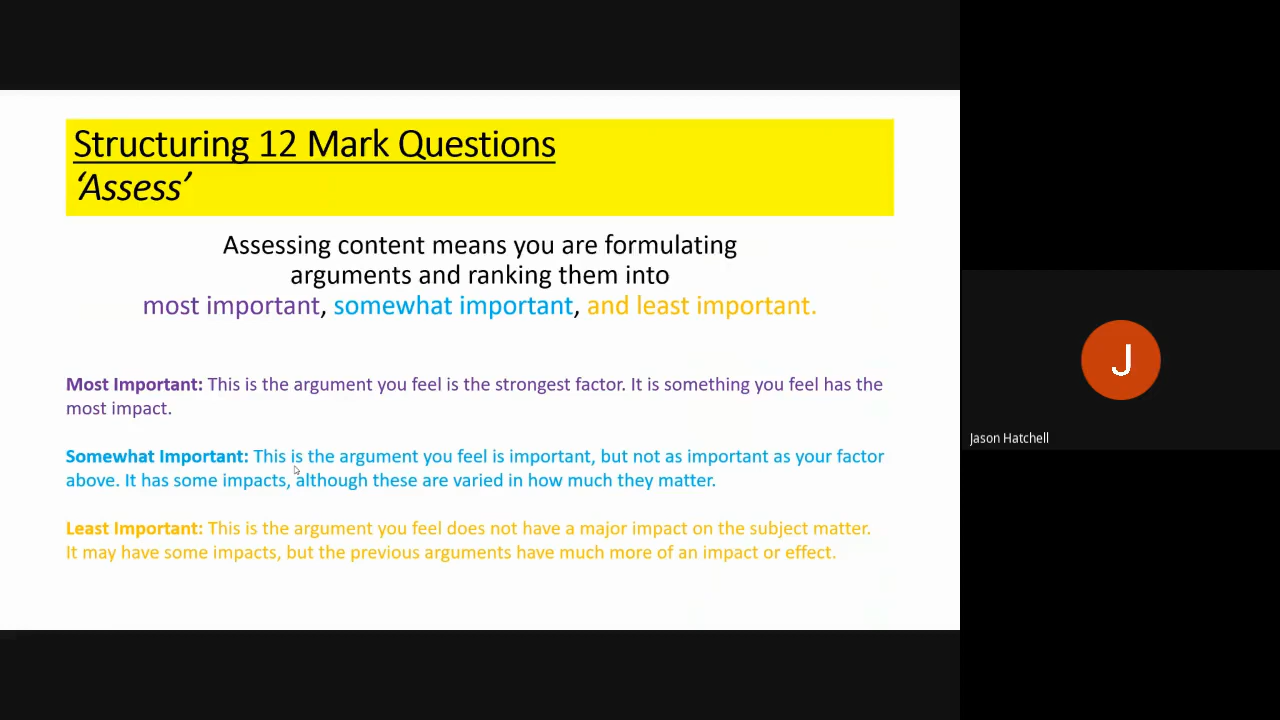 Structuring 12 Mark Questions
‘Assess’
Assessing content means you are formulating
arguments and ranking them into
most important, somewhat important, and least important.
Most Important: This is the argument you feel is the strongest factor. It is something you feel has the
most impact.
Somewhat Important: This is the argument you feel is important, but not as important as your factor
above. It has some impacts, although these are varied in how much they matter.
Least Important: This is the argument you feel does not have a major impact on the subject matter.
It may have some impacts, but the previous arguments have much more of an impact or effect.
J
Jason Hatchell